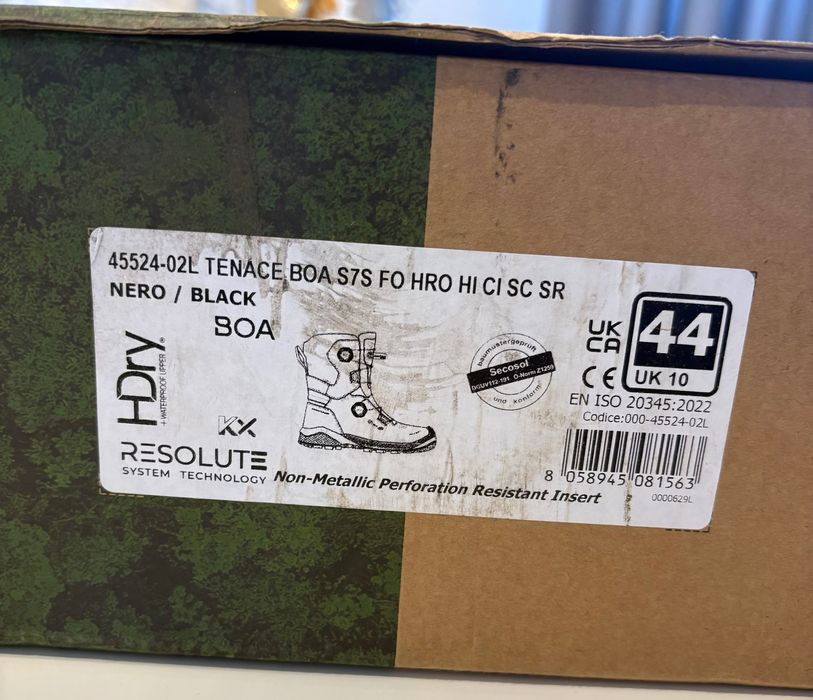 45524-02L TENACE BOA S7S FO HRO HI CI SC SR
NERO / BLACK
BOA
HDry®
+ WATERPROOF UPPER
KX
RESOLUTE
SYSTEM TECHNOLOGY
Non-Metallic Perforation Resistant Insert
baumustergeprüft
Secosol
DGUV112-191 Ö-Norm Z1259
und konform
UK
CA
44
UK 10
CE
EN ISO 20345:2022
Codice:000-45524-02L
8 058945 081563
0000629L